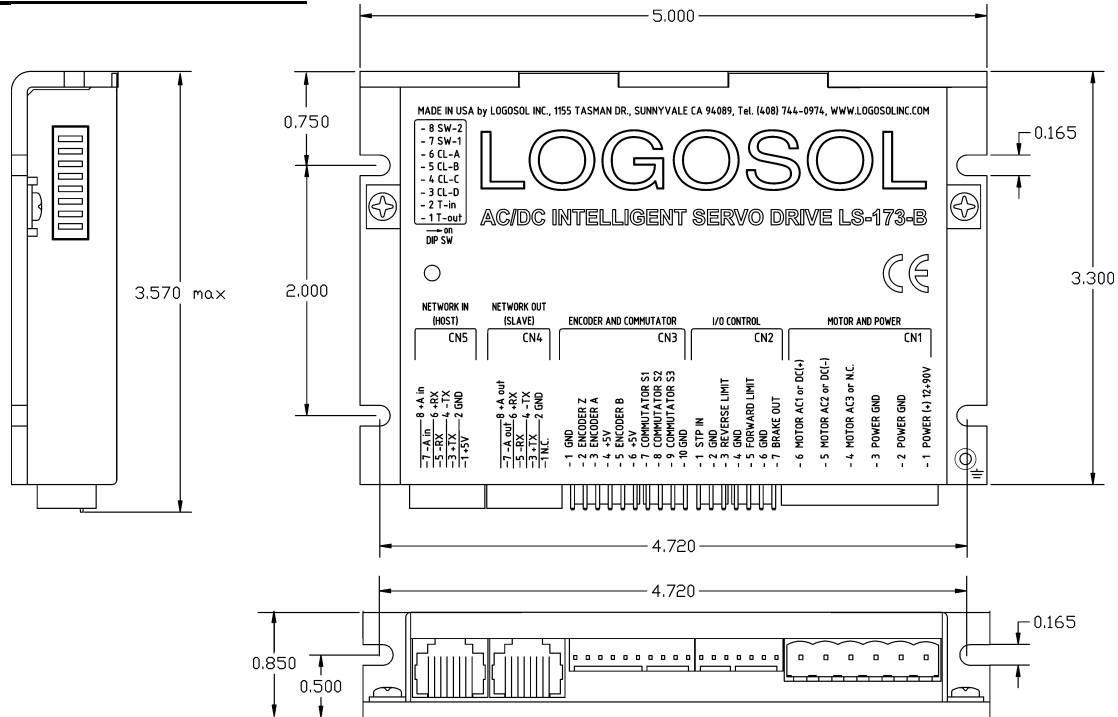 5.000
MADE IN USA by LOGOSOL INC., 1155 TASMAN DR., SUNNYVALE CA 94089, Tel. (408) 744-0974, WWW.LOGOSOLINC.COM
- 8 SW-2
- 7 SW-1
- 6 CL-A
- 5 CL-B
- 4 CL-C
- 3 CL-D
- 2 T-in
- 1 T-out
on
DIP SW
LOGOSOL
AC/DC INTELLIGENT SERVO DRIVE LS-173-B
CE
0.750
0.165
2.000
3.570 max
3.300
NETWORK IN
(HOST)
CN5
NETWORK OUT
(SLAVE)
CN4
ENCODER AND COMMUTATOR
CN3
I/O CONTROL
CN2
MOTOR AND POWER
CN1
7 -A in
8 +A in
5 -RX
6 +RX
3 +TX
4 -TX
1 +5V
2 GND
7 -A out
8 +A out
5 -RX
6 +RX
3 +TX
4 -TX
1 N.C.
2 GND
- 1 GND
- 2 ENCODER Z
- 3 ENCODER A
- 4 +5V
- 5 ENCODER B
- 6 +5V
- 7 COMMUTATOR S1
- 8 COMMUTATOR S2
- 9 COMMUTATOR S3
- 10 GND
- 1 STP IN
- 2 GND
- 3 REVERSE LIMIT
- 4 GND
- 5 FORWARD LIMIT
- 6 GND
- 7 BRAKE OUT
- 6 MOTOR AC1 or DC(+)
- 5 MOTOR AC2 or DC(-)
- 4 MOTOR AC3 or N.C.
- 3 POWER GND
- 2 POWER GND
- 1 POWER (+) 12÷90V
4.720
4.720
0.850
0.500
0.165